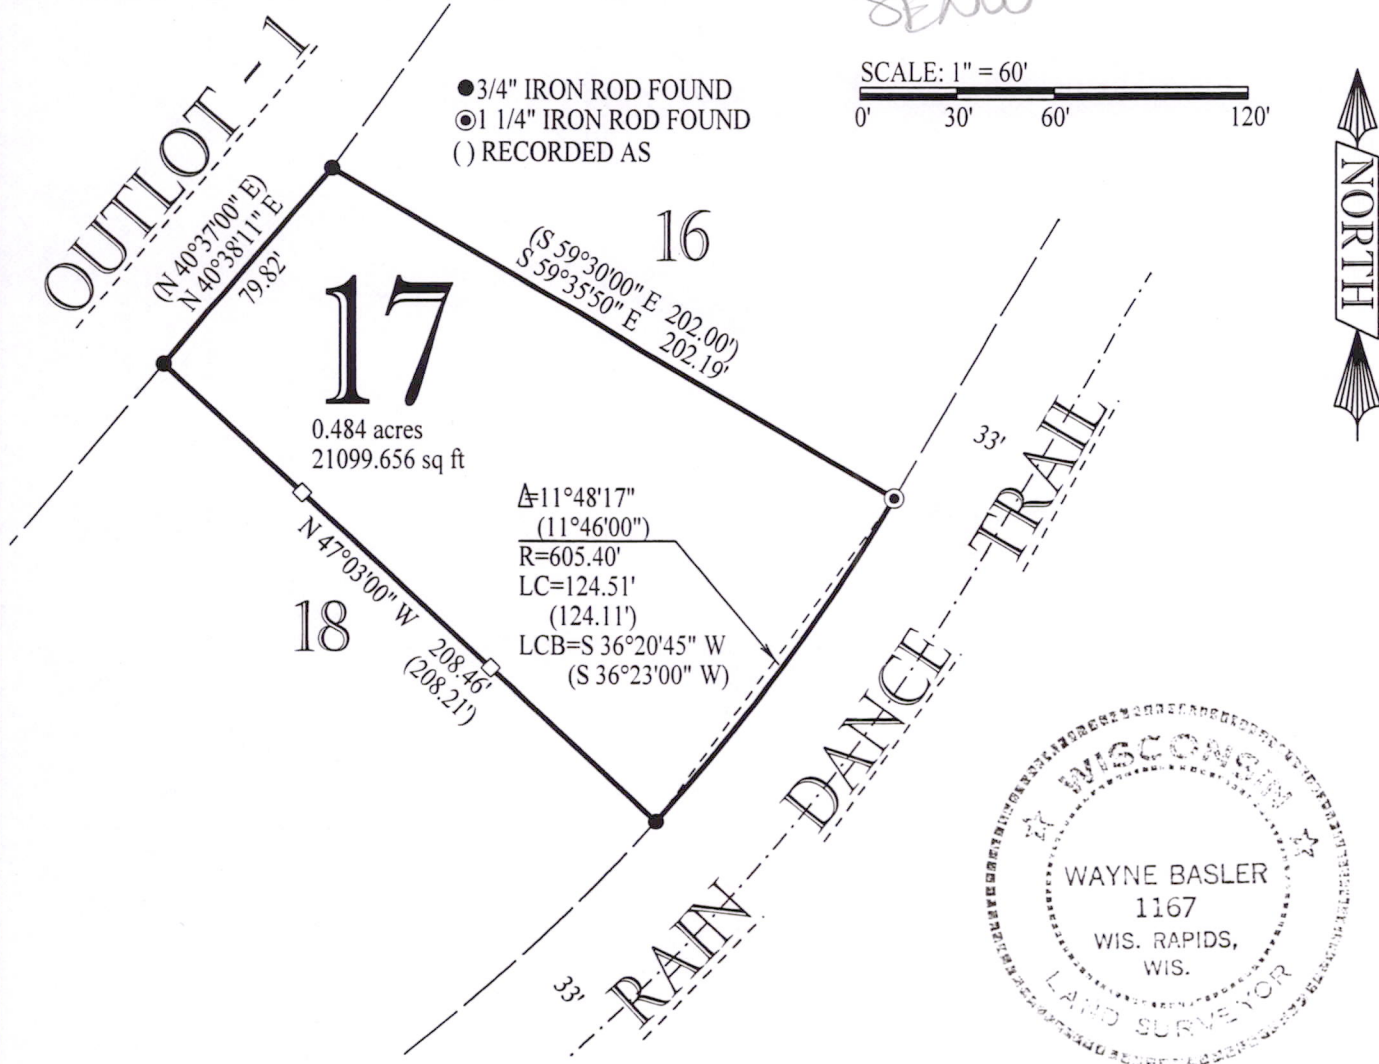 OUTLOT - 1
●3/4" IRON ROD FOUND
◉1 1/4" IRON ROD FOUND
( ) RECORDED AS
SCALE: 1" = 60'
0' 30' 60' 120'
NORTH
(N 40°37'00" E)
N 40°38'11" E
79.82'
16
(S 59°30'00" E 202.00')
S 59°35'50" E 202.19'
17
0.484 acres
21099.656 sq ft
Δ=11°48'17"
(11°46'00")
R=605.40'
LC=124.51'
(124.11')
LCB=S 36°20'45" W
(S 36°23'00" W)
N 47°03'00" W 208.46'
(208.21')
18
33'
RAHN DANCE TRAIL
33'
WISCONSIN
WAYNE BASLER
1167
WIS. RAPIDS,
WIS.
LAND SURVEYOR